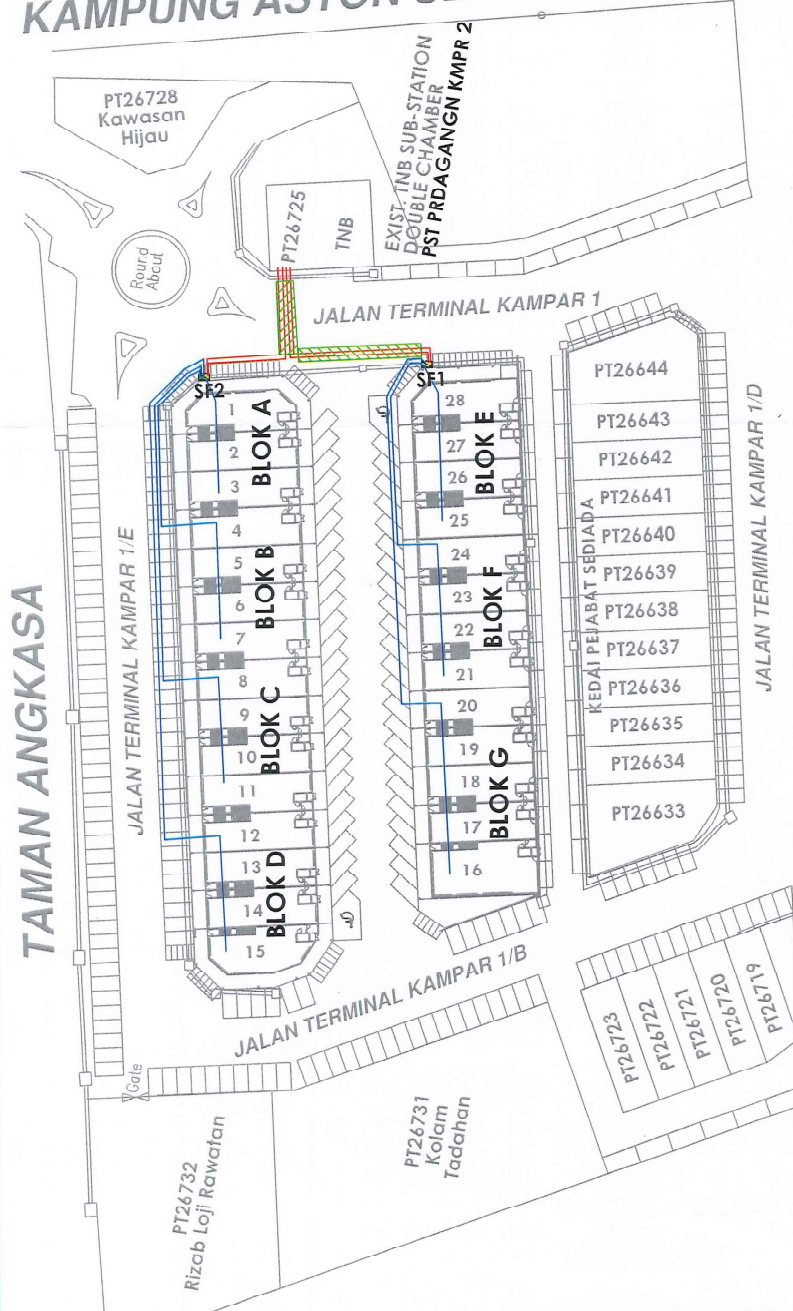 KAMPUNG ASTON
PT26728
Kawasan
Hijau
EXIST. TNB SUB-STATION
DOUBLE CHAMBER
PST PRDAGANGN KMPR 2
PT26725
TNB
Round
About
JALAN TERMINAL KAMPAR 1
SF2
SF1
BLOK A
1
2
3
4
BLOK B
5
6
7
8
BLOK C
9
10
11
12
BLOK D
13
14
15
BLOK E
28
27
26
25
BLOK F
24
23
22
21
BLOK G
20
19
18
17
16
KEDAI PEJABAT SEDIADA
PT26644
PT26643
PT26642
PT26641
PT26640
PT26639
PT26638
PT26637
PT26636
PT26635
PT26634
PT26633
JALAN TERMINAL KAMPAR 1/D
JALAN TERMINAL KAMPAR 1/E
TAMAN ANGKASA
JALAN TERMINAL KAMPAR 1/B
Gate
PT26723
PT26722
PT26721
PT26720
PT26719
PT26731
Kolam
Tadahan
PT26732
Rizab Loji Rawatan